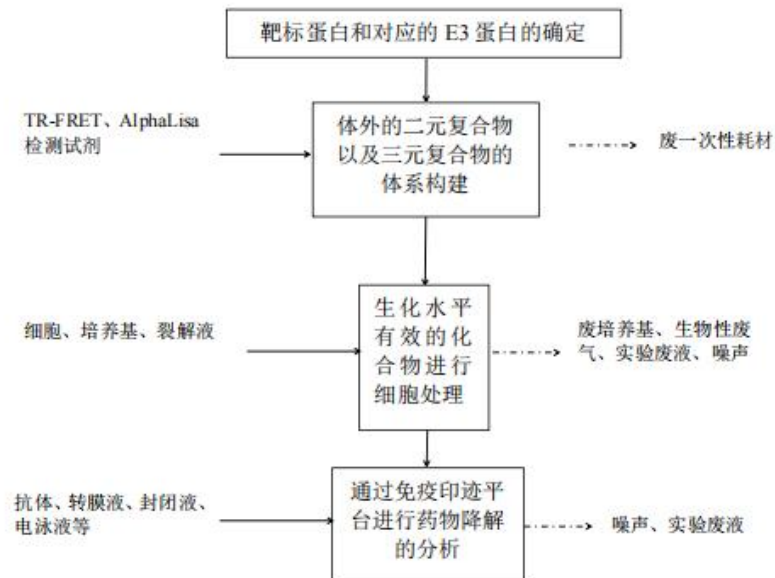 靶标蛋白和对应的 E3 蛋白的确定
TR-FRET、AlphaLisa
检测试剂
体外的二元复合物
以及三元复合物的
体系构建
废一次性耗材
细胞、培养基、裂解液
生化水平
有效的化
合物进行
细胞处理
废培养基、生物性废
气、实验废液、噪声
抗体、转膜液、封闭液、
电泳液等
通过免疫印迹平
台进行药物降解
的分析
噪声、实验废液